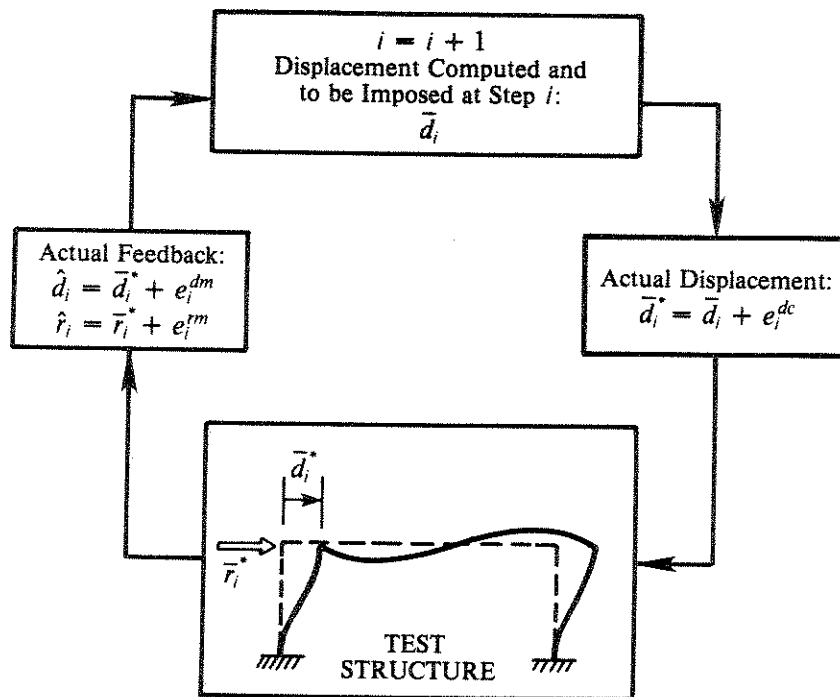 i = i + 1
Displacement Computed and
to be Imposed at Step i:
d̄ᵢ
Actual Displacement:
d̄ᵢ* = d̄ᵢ + eᵢᵈᶜ
Actual Feedback:
d̂ᵢ = d̄ᵢ* + eᵢᵈᵐ
r̂ᵢ = r̄ᵢ* + eᵢʳᵐ
d̄ᵢ*
r̄ᵢ*
TEST
STRUCTURE